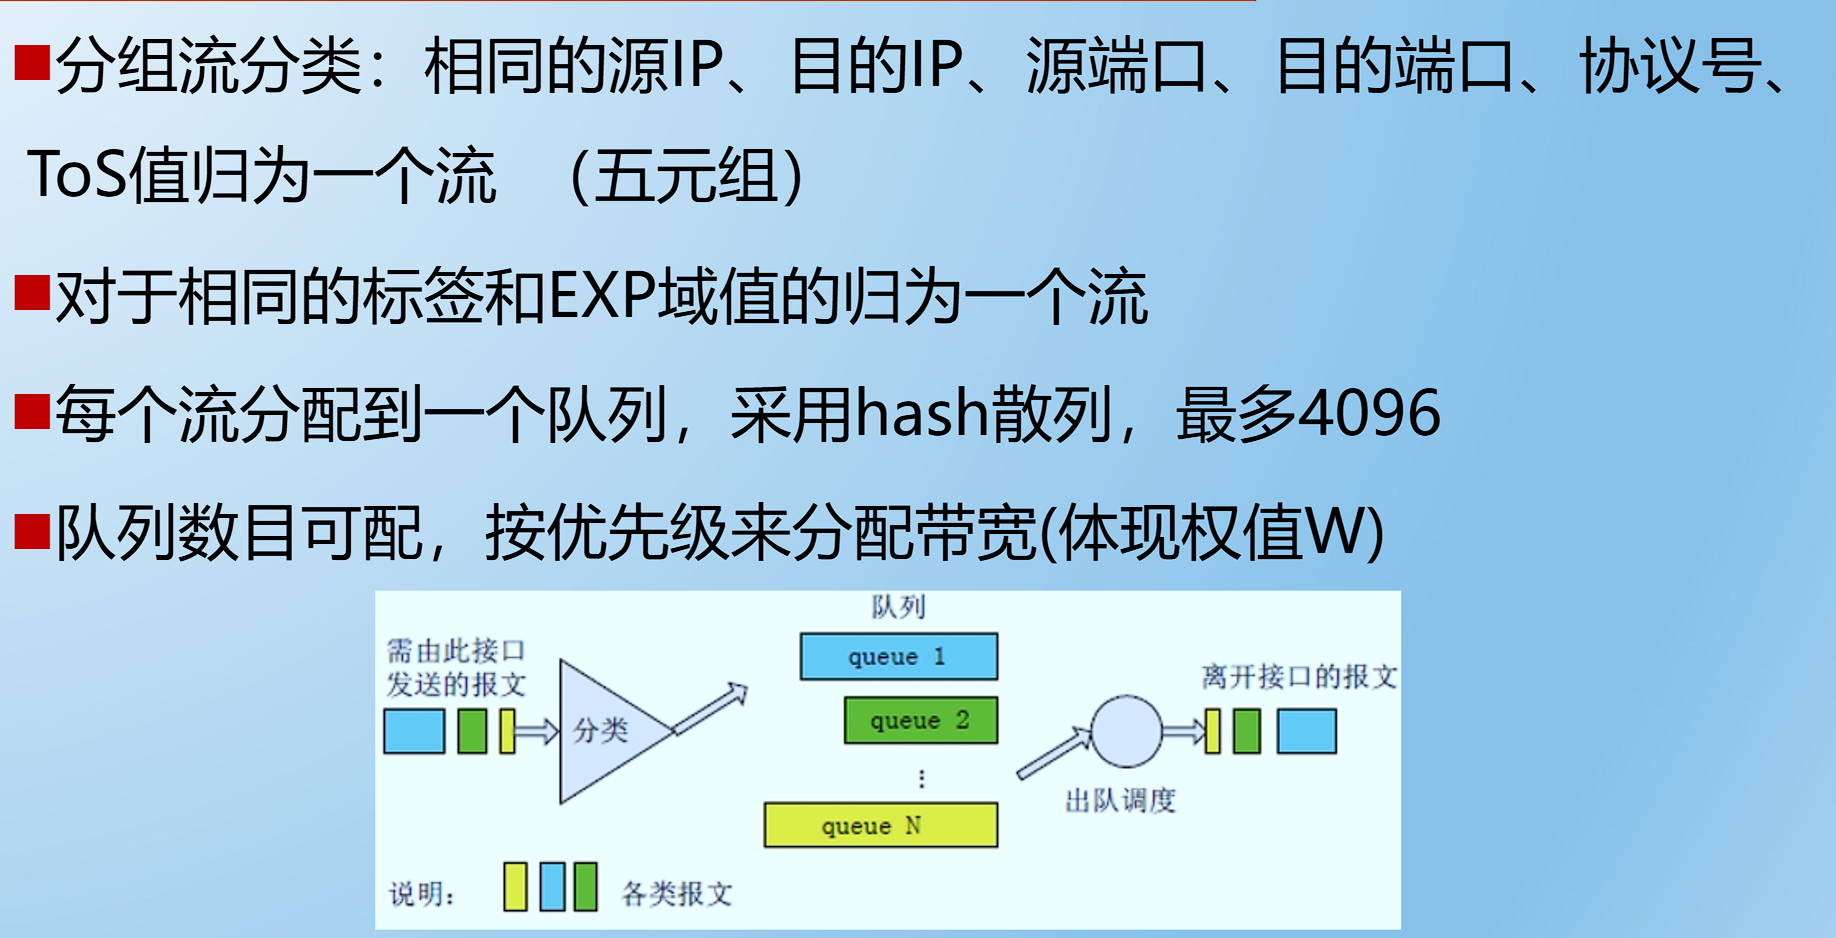 分组流分类：相同的源IP、目的IP、源端口、目的端口、协议号、
ToS值归为一个流 （五元组）
对于相同的标签和EXP域值的归为一个流
每个流分配到一个队列，采用hash散列，最多4096
队列数目可配，按优先级来分配带宽(体现权值W)
队列
需由此接口
发送的报文
分类
queue 1
queue 2
⋮
queue N
出队调度
离开接口的报文
说明：
各类报文